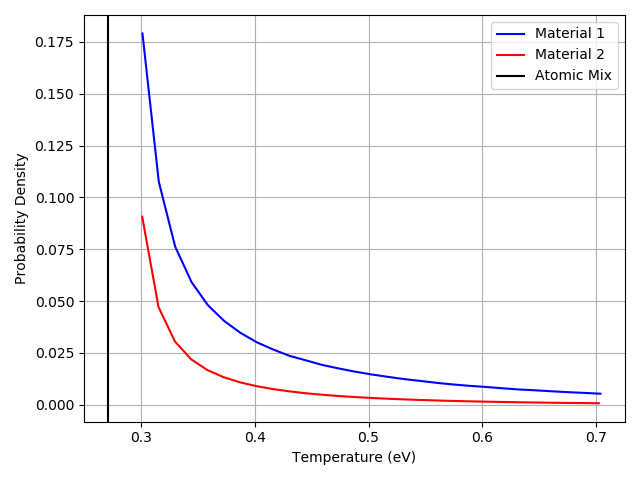 Material 1
Material 2
Atomic Mix
Probability Density
0.175
0.150
0.125
0.100
0.075
0.050
0.025
0.000
0.3 0.4 0.5 0.6 0.7
Temperature (eV)